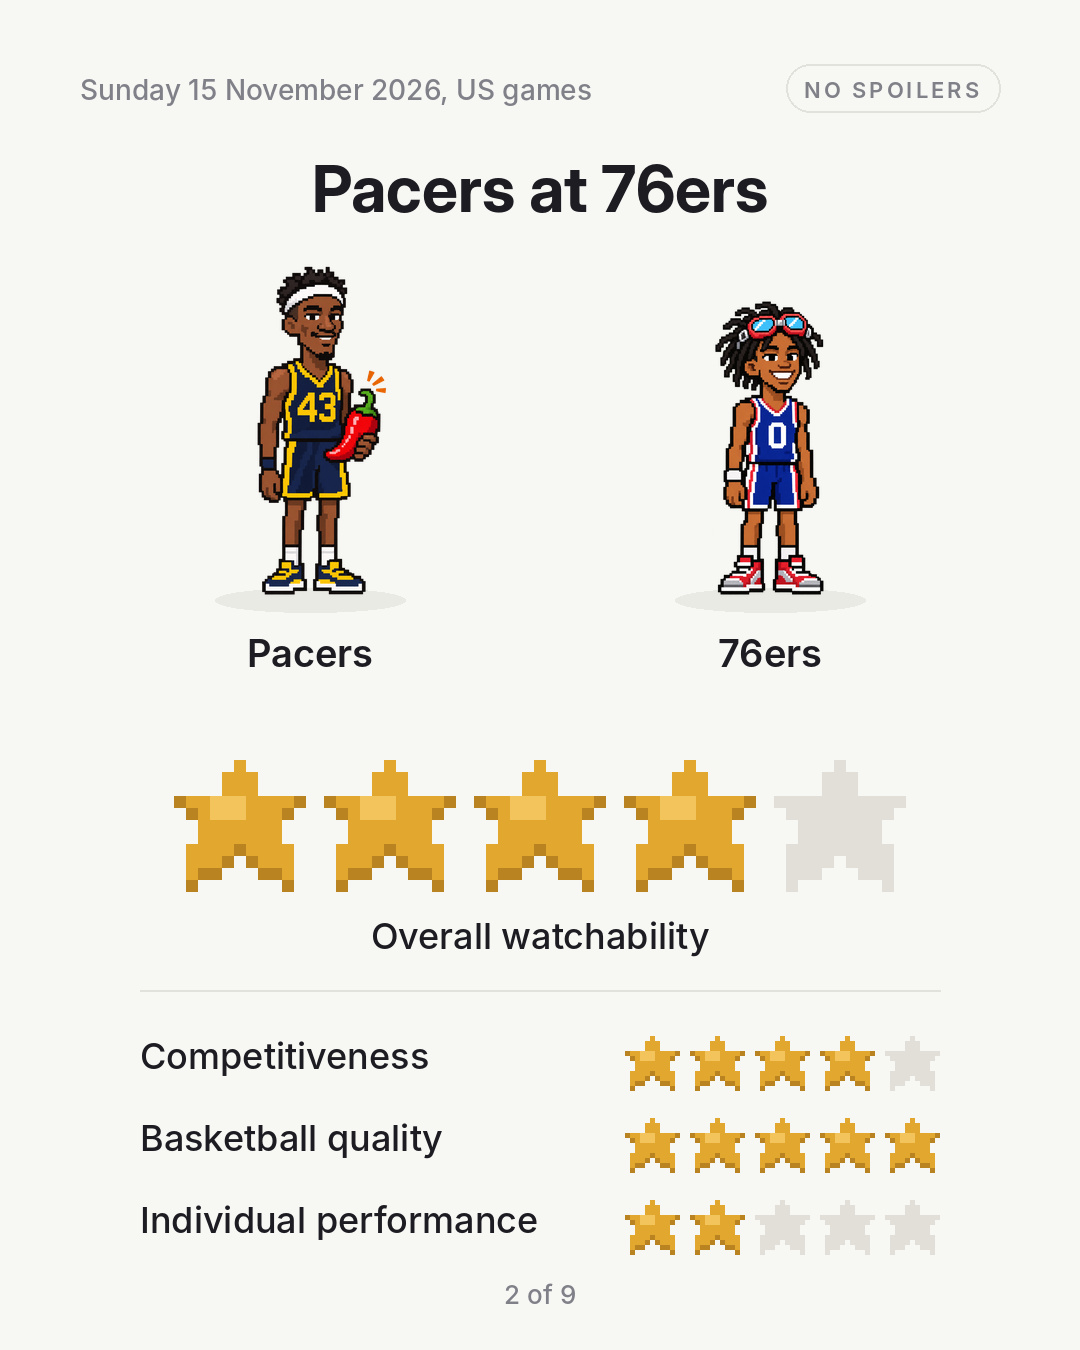 Sunday 15 November 2026, US games
NO SPOILERS
Pacers at 76ers
43
0
Pacers
76ers
Overall watchability
Competitiveness
Basketball quality
Individual performance
2 of 9